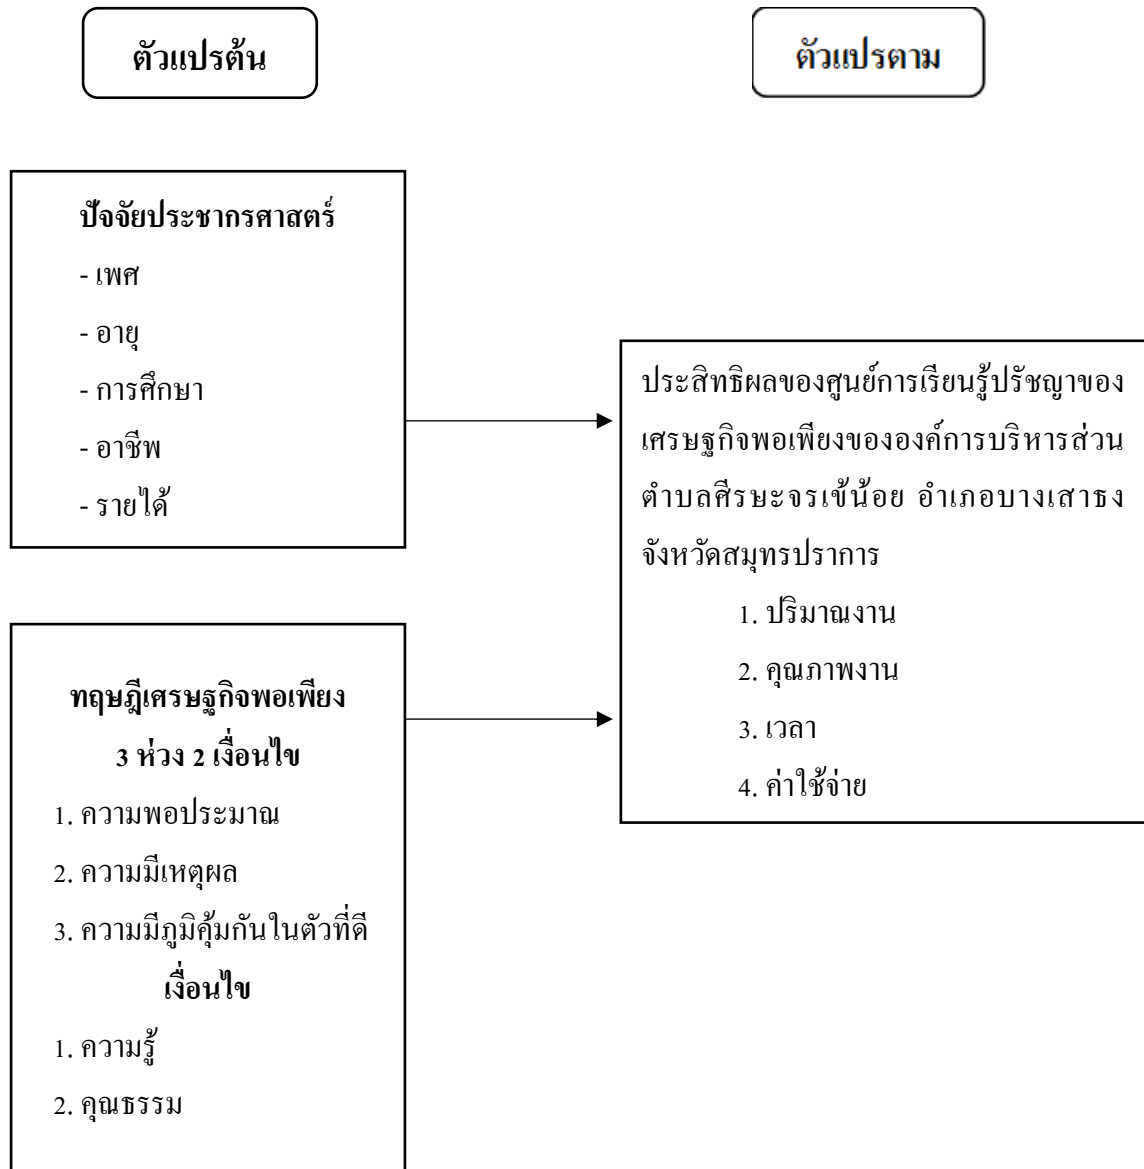 ตัวแปรต้น
ตัวแปรตาม
ปัจจัยประชากรศาสตร์
- เพศ
- อายุ
- การศึกษา
- อาชีพ
- รายได้
ประสิทธิผลของศูนย์การเรียนรู้ปรัชญาของ
เศรษฐกิจพอเพียงขององค์การบริหารส่วน
ตำบลศีรษะจรเข้น้อย อำเภอบางเสาธง
จังหวัดสมุทรปราการ
1. ปริมาณงาน
2. คุณภาพงาน
3. เวลา
4. ค่าใช้จ่าย
ทฤษฎีเศรษฐกิจพอเพียง
3 ห่วง 2 เงื่อนไข
1. ความพอประมาณ
2. ความมีเหตุผล
3. ความมีภูมิคุ้มกันในตัวที่ดี
เงื่อนไข
1. ความรู้
2. คุณธรรม